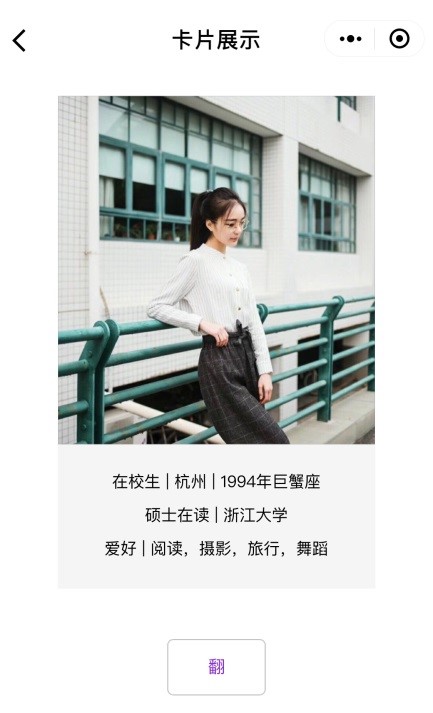 卡片展示
在校生 | 杭州 | 1994年巨蟹座
硕士在读 | 浙江大学
爱好 | 阅读，摄影，旅行，舞蹈
翻